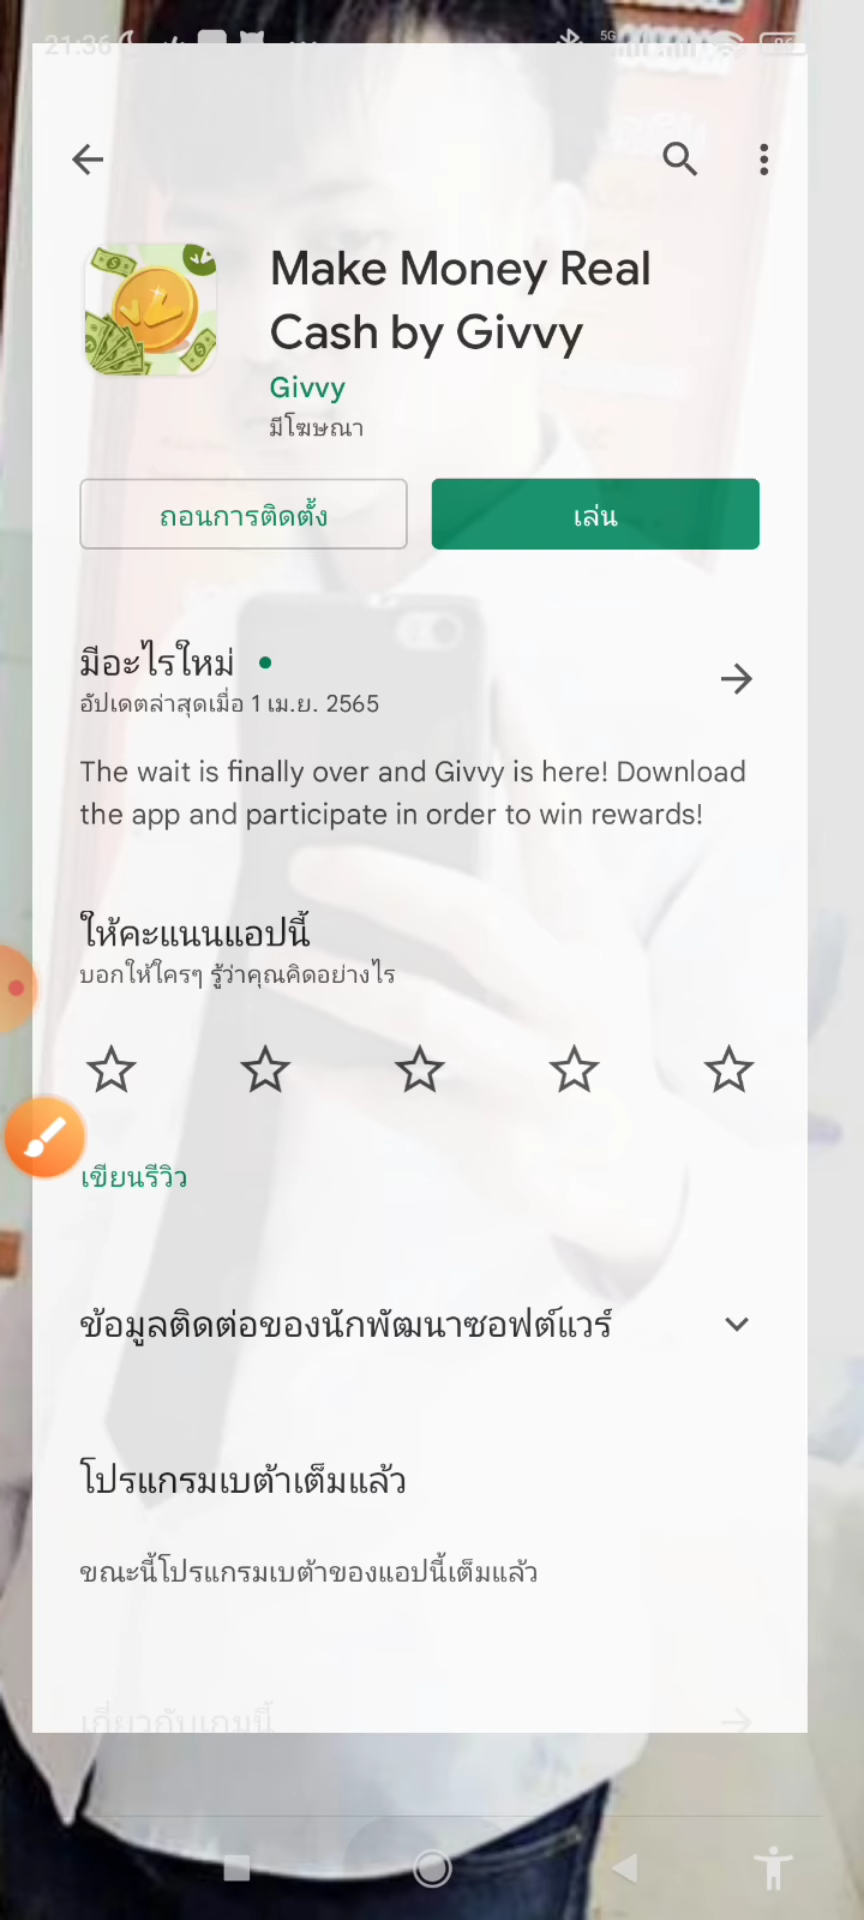 21:36
5G
Make Money Real
Cash by Givvy
Givvy
มีโฆษณา
ถอนการติดตั้ง
เล่น
มีอะไรใหม่
อัปเดตล่าสุดเมื่อ 1 เม.ย. 2565
The wait is finally over and Givvy is here! Download
the app and participate in order to win rewards!
ให้คะแนนแอปนี้
บอกให้ใครๆ รู้ว่าคุณคิดอย่างไร
เขียนรีวิว
ข้อมูลติดต่อของนักพัฒนาซอฟต์แวร์
โปรแกรมเบต้าเต็มแล้ว
ขณะนี้โปรแกรมเบต้าของแอปนี้เต็มแล้ว
เกี่ยวกับเกมนี้